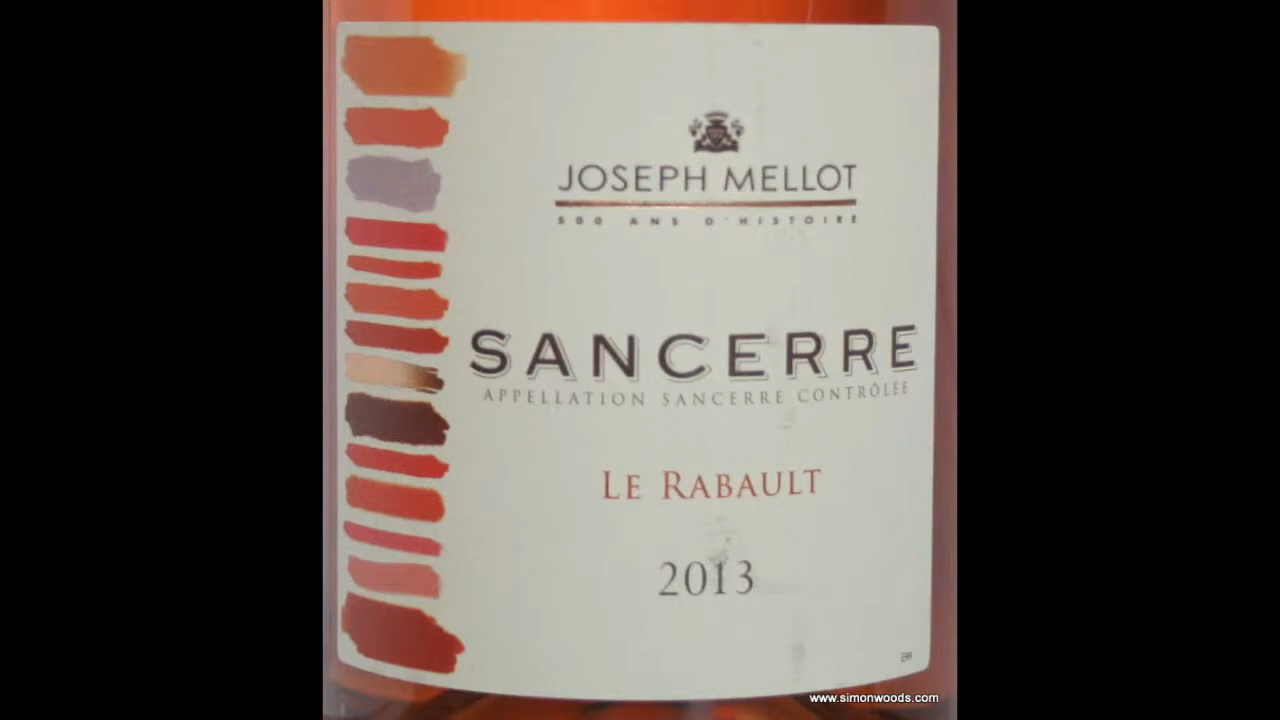 JOSEPH MELLOT
500 ANS D'HISTOIRE
SANCERRE
APPELLATION SANCERRE CONTRÔLÉE
LE RABAULT
2013
www.simonwoods.com